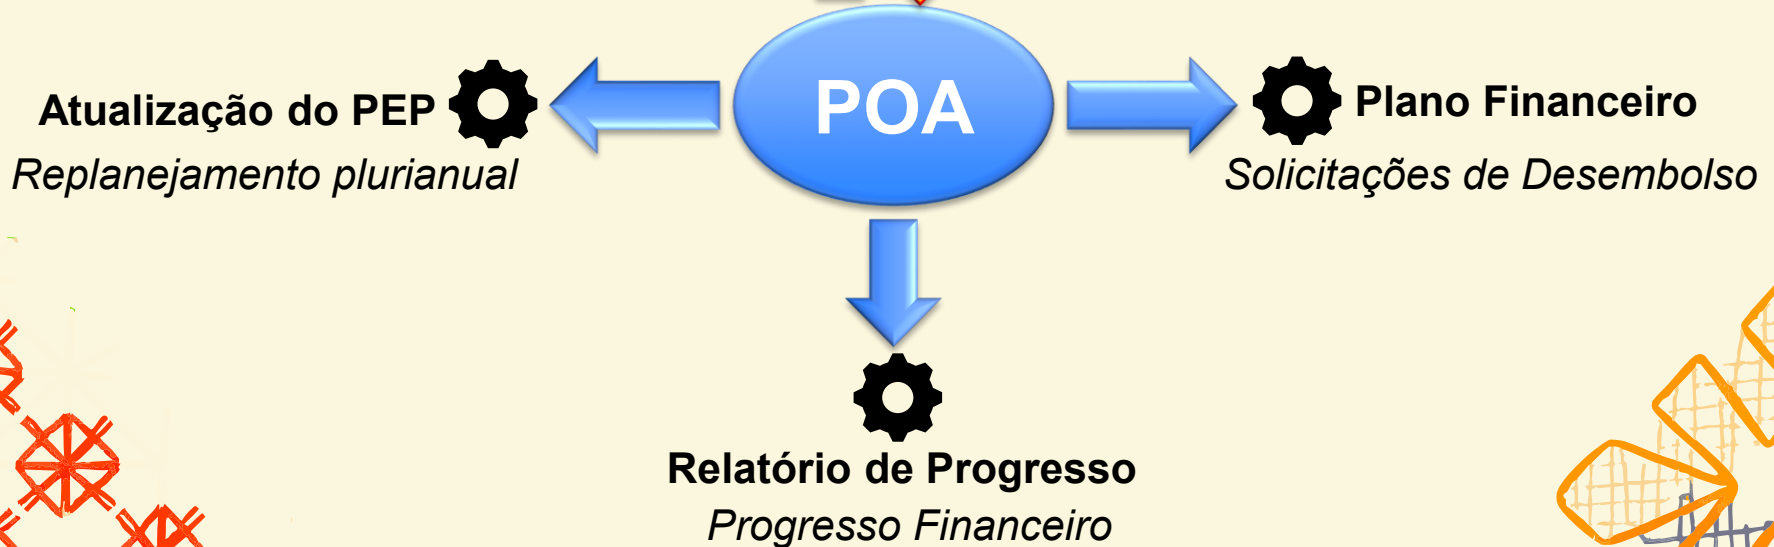 POA
Atualização do PEP
Replanejamento plurianual
Plano Financeiro
Solicitações de Desembolso
Relatório de Progresso
Progresso Financeiro